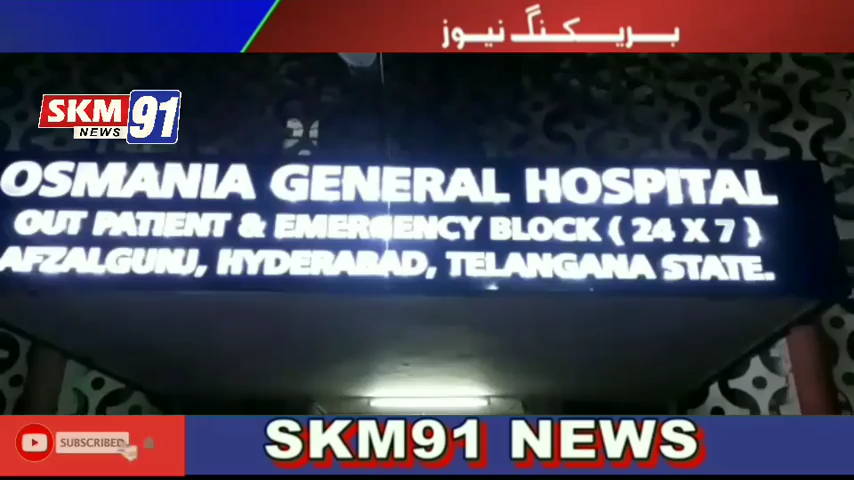 بریکنگ نیوز
SKM 91
NEWS
OSMANIA GENERAL HOSPITAL
OUT PATIENT & EMERGENCY BLOCK ( 24 X 7 )
AFZALGUNJ, HYDERABAD, TELANGANA STATE.
SUBSCRIBED
SKM91 NEWS